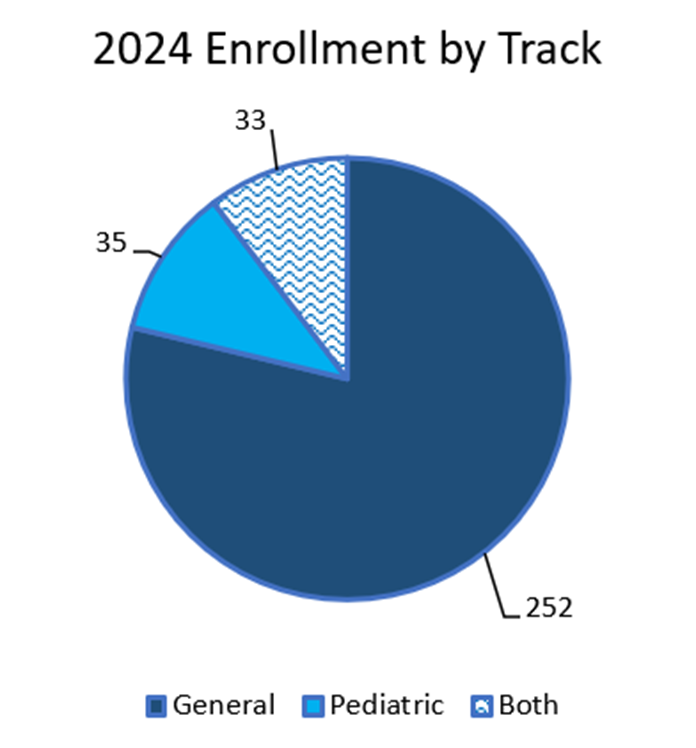 2024 Enrollment by Track
33
35
252
General Pediatric Both